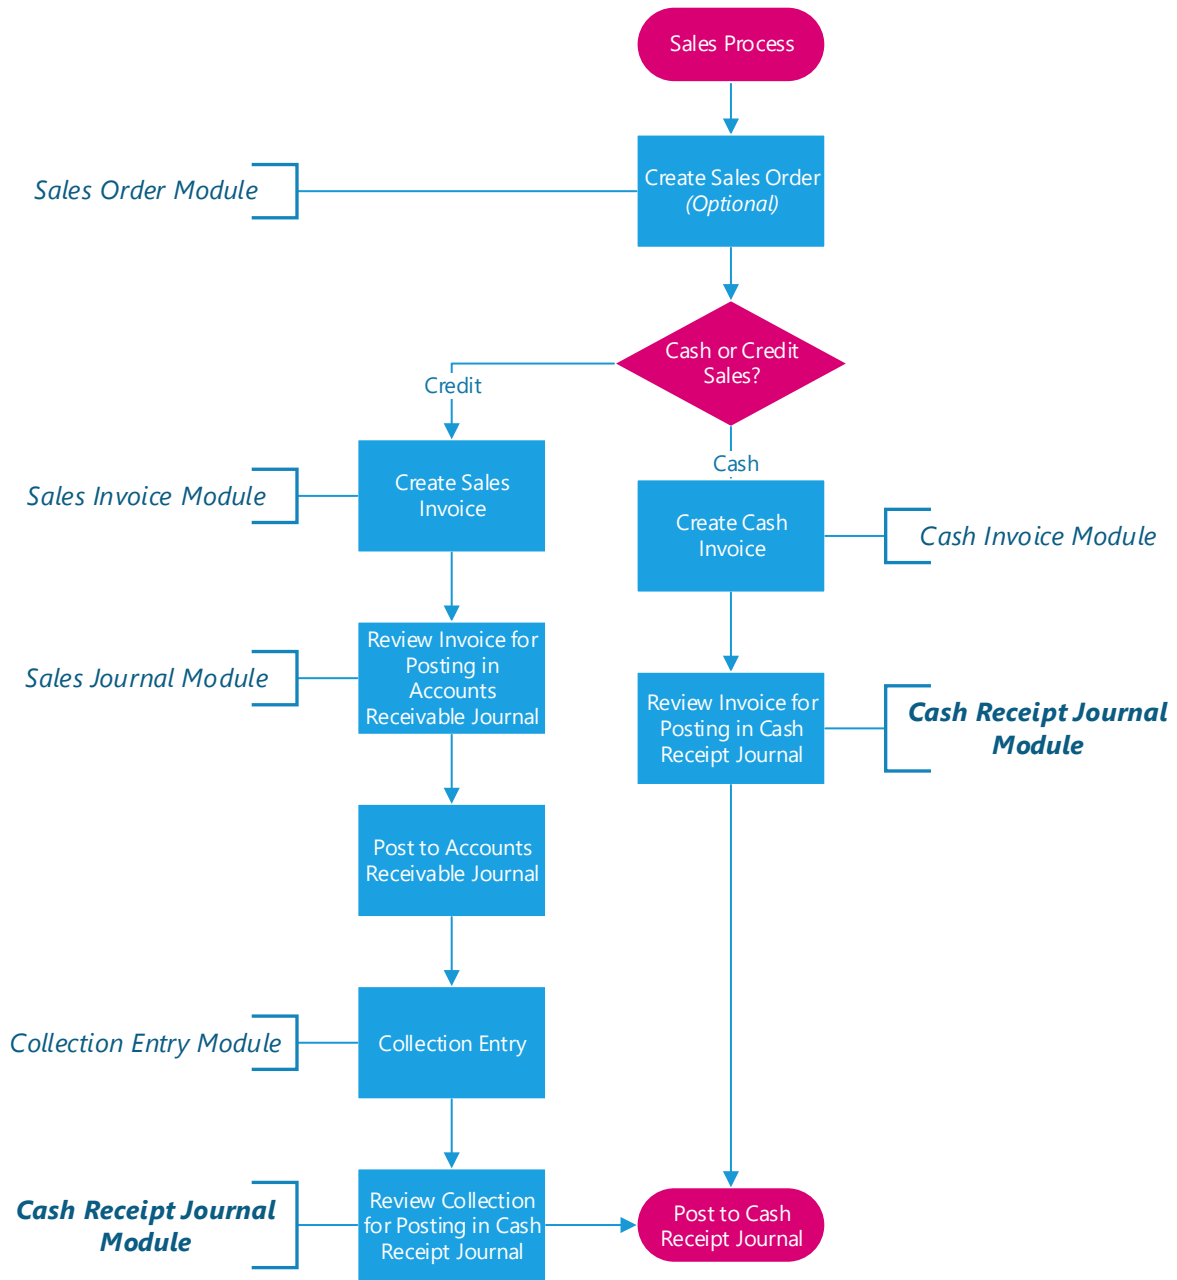 Sales Process
Create Sales Order
(Optional)
Sales Order Module
Cash or Credit
Sales?
Credit
Cash
Create Sales
Invoice
Sales Invoice Module
Create Cash
Invoice
Cash Invoice Module
Review Invoice for
Posting in
Accounts
Receivable Journal
Sales Journal Module
Review Invoice for
Posting in Cash
Receipt Journal
Cash Receipt Journal
Module
Post to Accounts
Receivable Journal
Collection Entry
Collection Entry Module
Review Collection
for Posting in Cash
Receipt Journal
Cash Receipt Journal
Module
Post to Cash
Receipt Journal